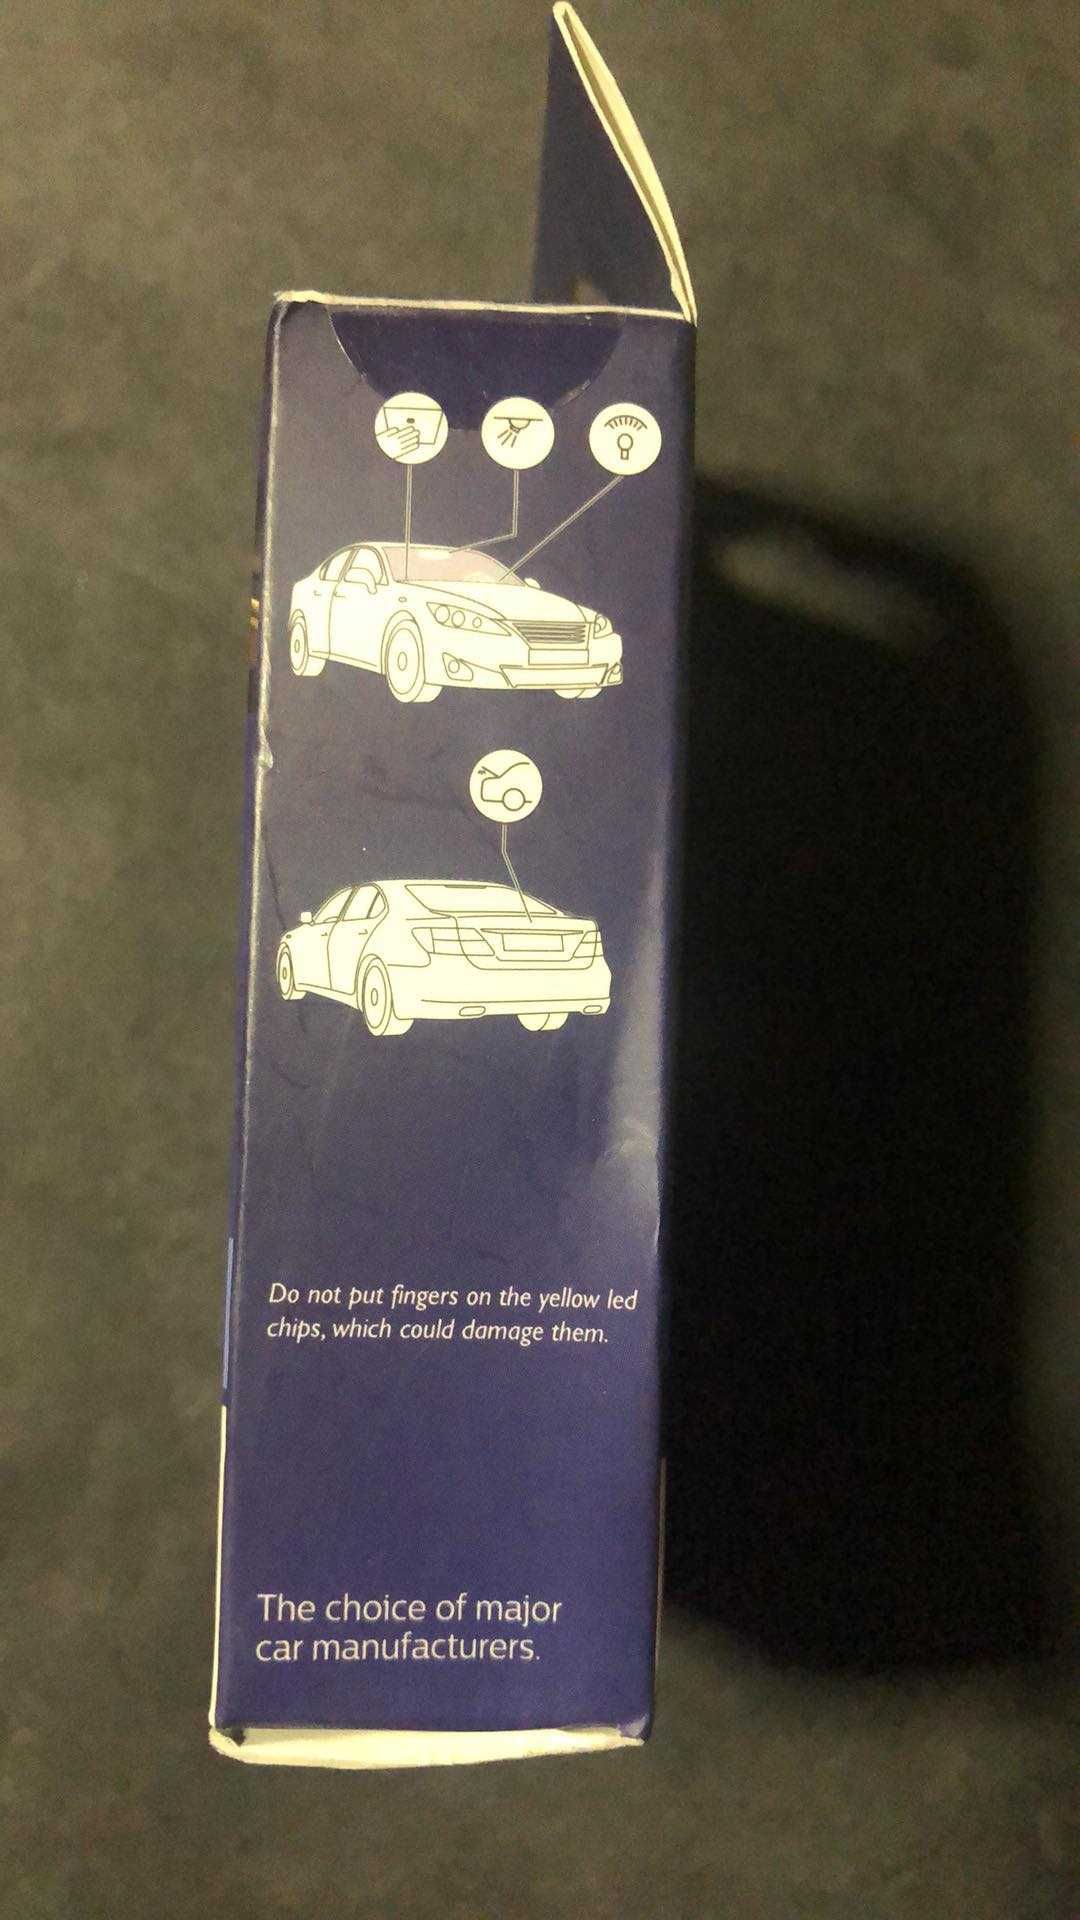 Do not put fingers on the yellow led
chips, which could damage them.
The choice of major
car manufacturers.